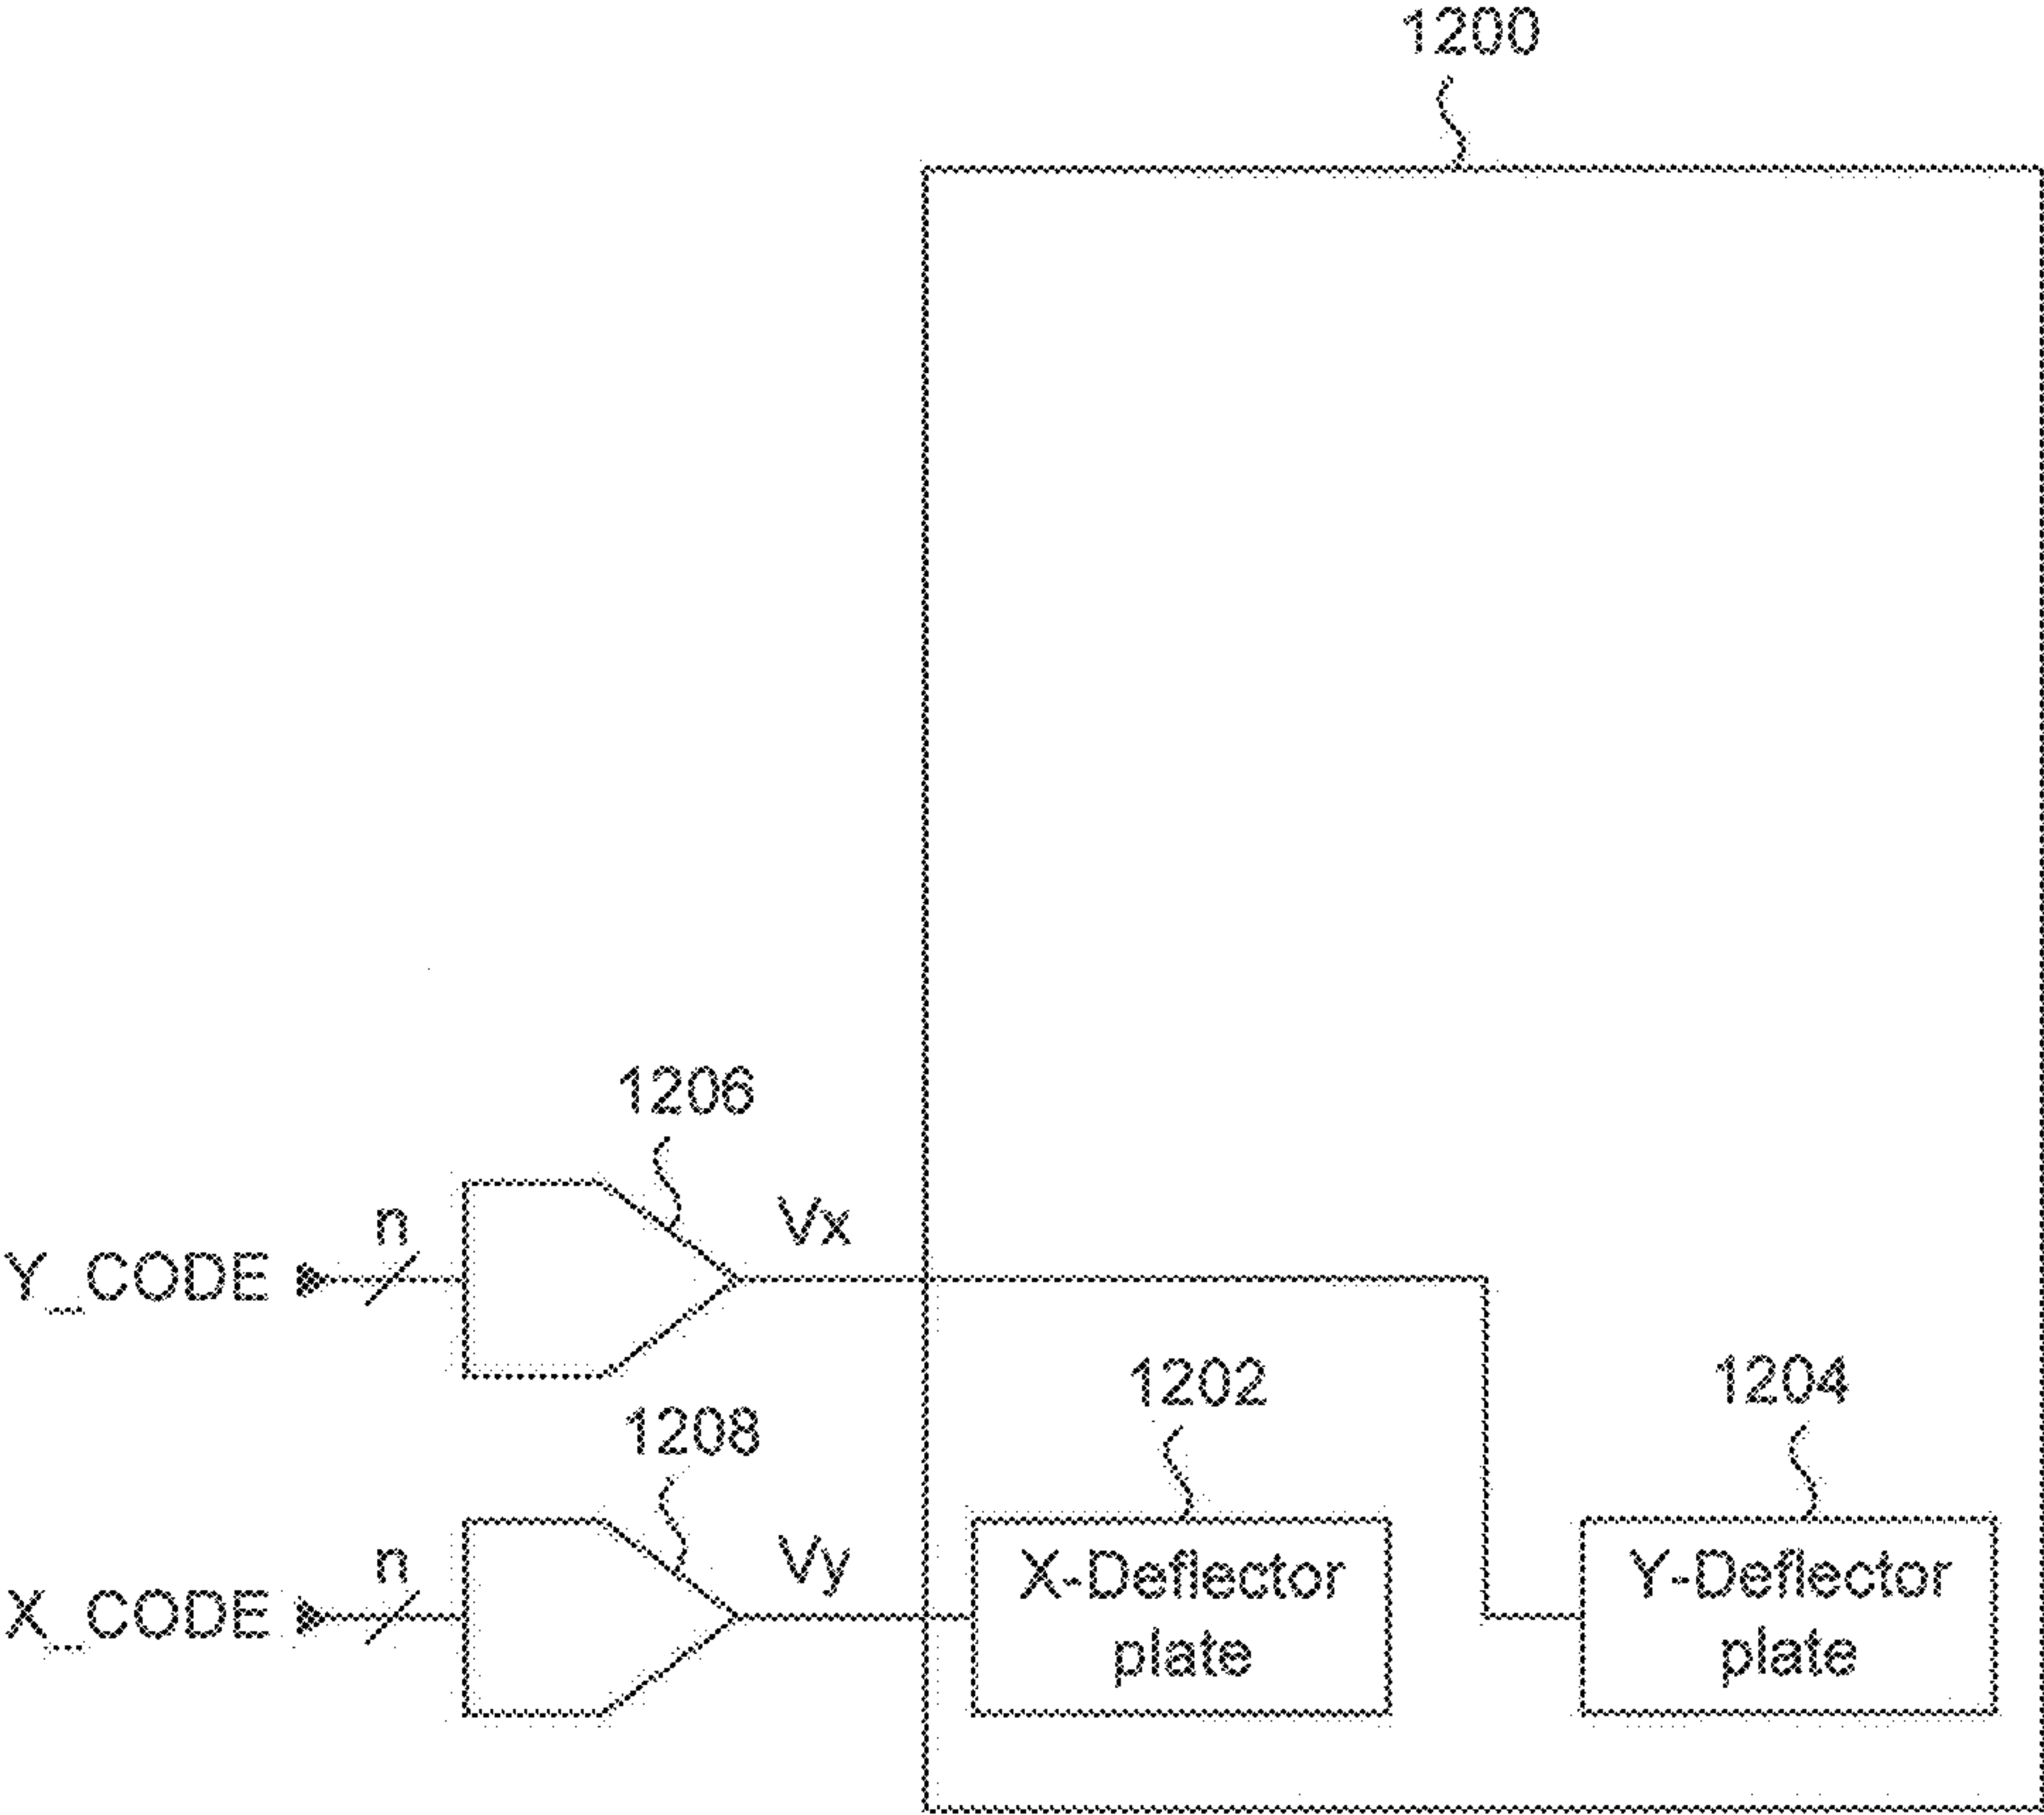 1200
1206
n
Vx
Y_CODE
1202
1204
1208
n
Vy
X-Deflector
plate
Y-Deflector
plate
X_CODE